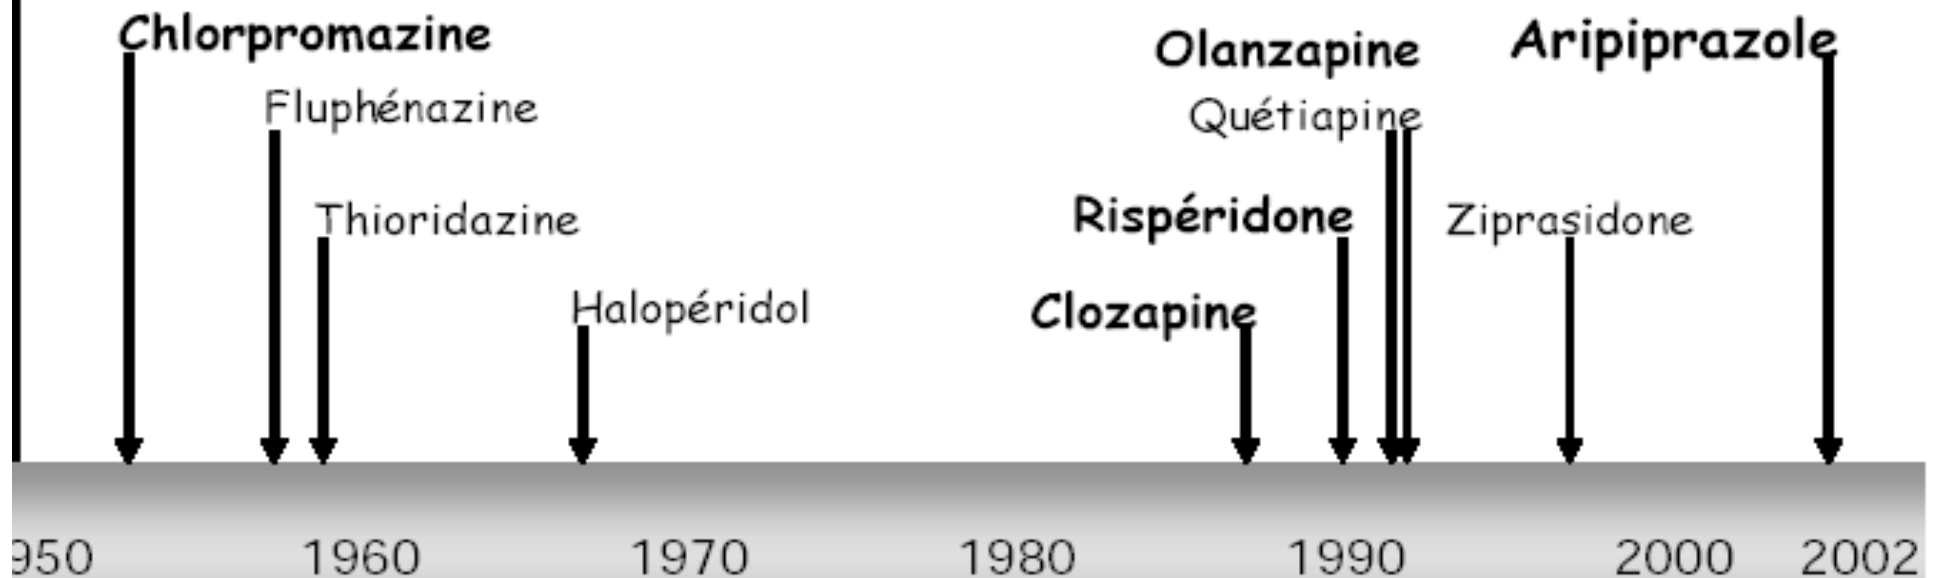 Chlorpromazine
Olanzapine
Aripiprazole
Fluphénazine
Quétiapine
Rispéridone
Thioridazine
Ziprasidone
Halopéridol
Clozapine
950 1960 1970 1980 1990 2000 2002